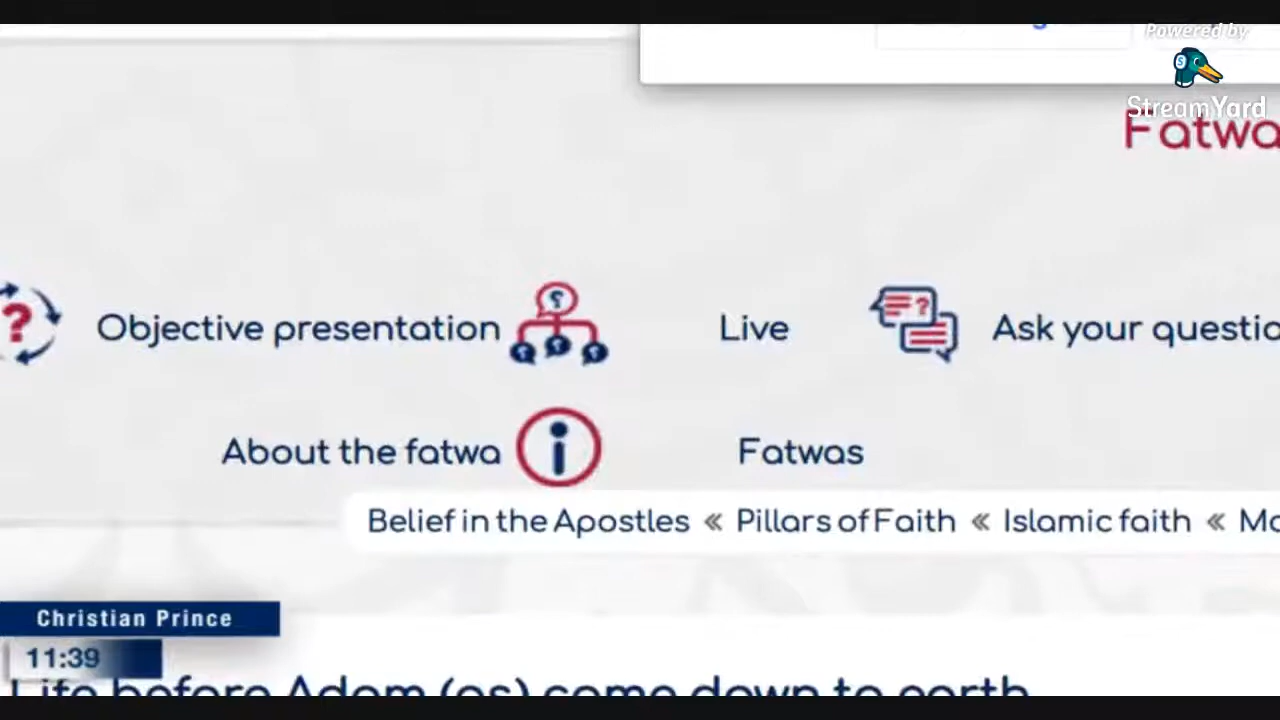 Powered by
StreamYard
Fatwa
Objective presentation
Live
Ask your questio
About the fatwa
Fatwas
Belief in the Apostles « Pillars of Faith « Islamic faith « Mo
Christian Prince
11:39
Life before Adam (as) came down to earth